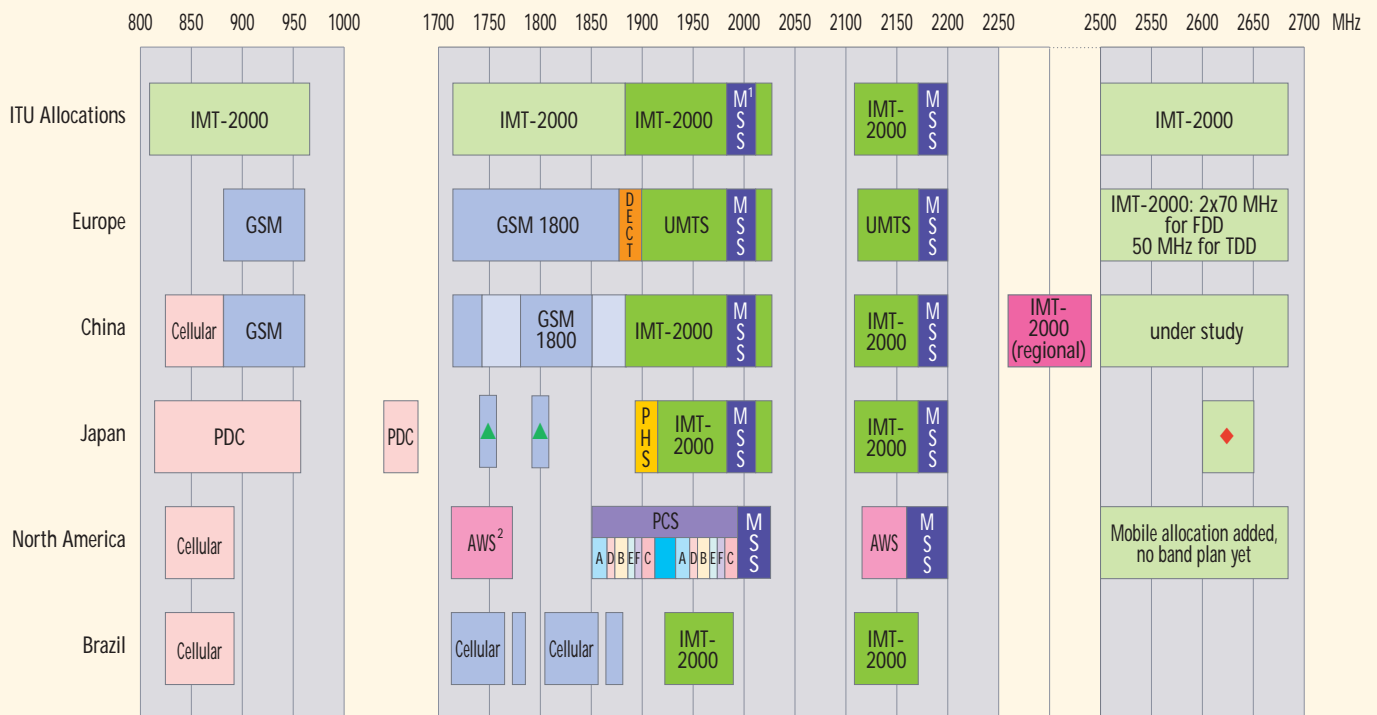 800 850 900 950 1000 1700 1750 1800 1850 1900 1950 2000 2050 2100 2150 2200 2250 2500 2550 2600 2650 2700 MHz
ITU Allocations
IMT-2000
IMT-2000
IMT-2000
M¹
S
S
IMT-
2000
M
S
S
IMT-2000
Europe
GSM
GSM 1800
D
E
C
T
UMTS
M
S
S
UMTS
M
S
S
IMT-2000: 2x70 MHz
for FDD
50 MHz for TDD
China
Cellular
GSM
GSM
1800
IMT-2000
M
S
S
IMT-
2000
M
S
S
IMT-
2000
(regional)
under study
Japan
PDC
PDC
P
H
S
IMT-
2000
M
S
S
IMT-
2000
M
S
S
North America
Cellular
AWS²
PCS
A D B E F C A D B E F C
M
S
S
AWS
M
S
S
Mobile allocation added,
no band plan yet
Brazil
Cellular
Cellular
Cellular
IMT-
2000
IMT-
2000